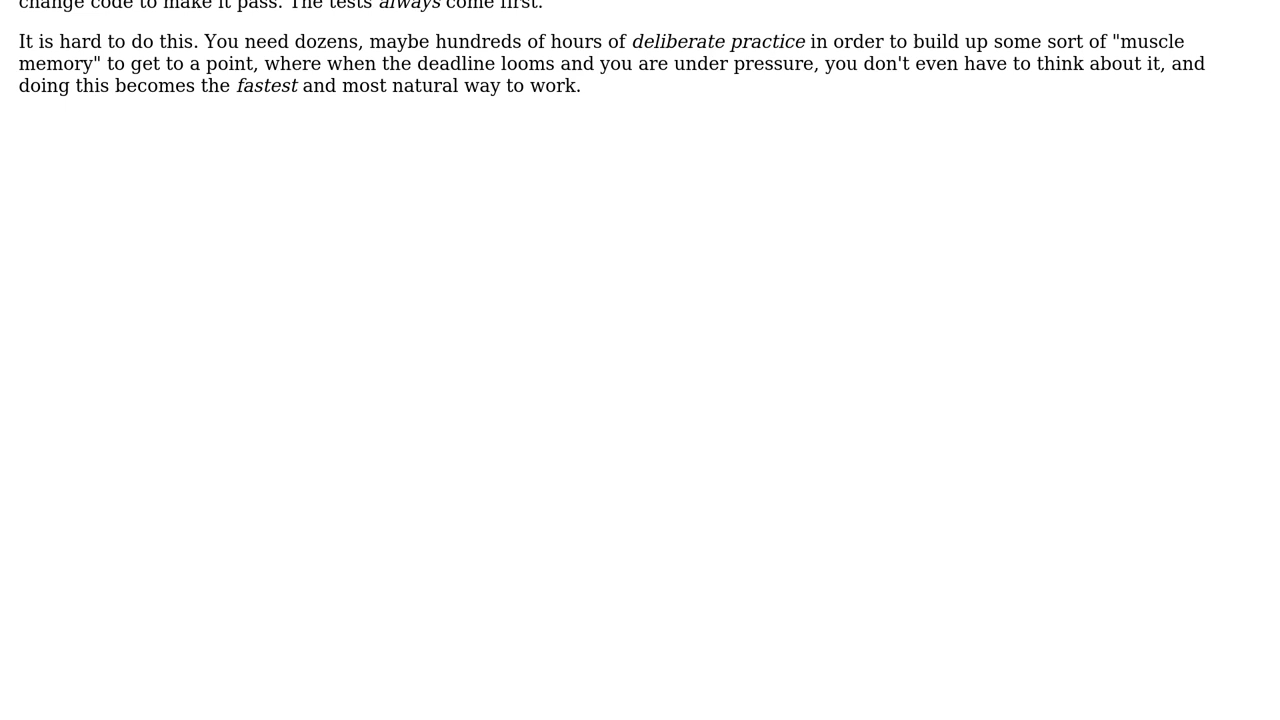 change code to make it pass. The tests always come first.
It is hard to do this. You need dozens, maybe hundreds of hours of deliberate practice in order to build up some sort of "muscle
memory" to get to a point, where when the deadline looms and you are under pressure, you don't even have to think about it, and
doing this becomes the fastest and most natural way to work.